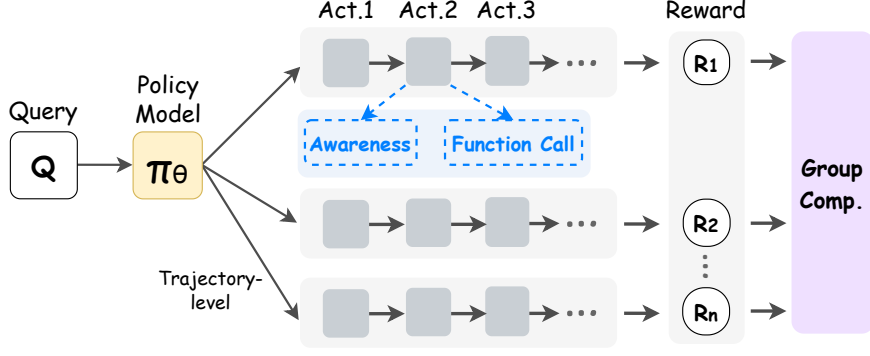 Act.1 Act.2 Act.3 Reward
Query
Policy
Model
Q
πθ
R1
Awareness
Function Call
Group
Comp.
R2
Trajectory-
level
Rn